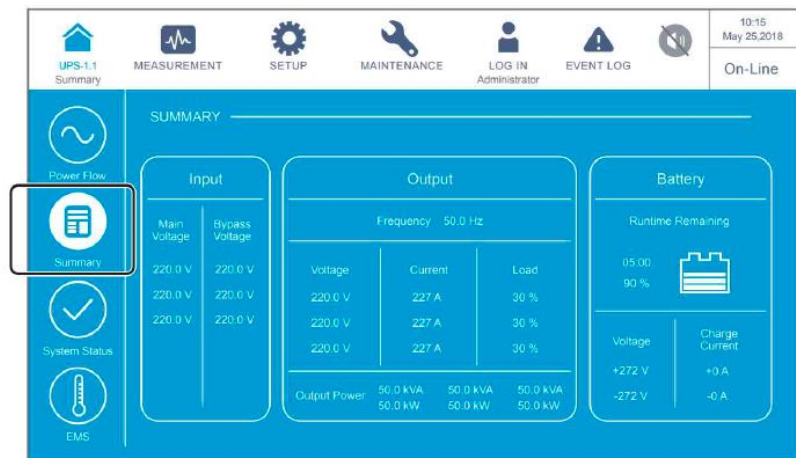 UPS-1.1
Summary
MEASUREMENT
SETUP
MAINTENANCE
LOG IN
Administrator
EVENT LOG
10:15
May 25,2018
On-Line
Power Flow
Summary
System Status
EMS
SUMMARY
Input
Main Voltage
Bypass Voltage
220.0 V 220.0 V
220.0 V 220.0 V
220.0 V 220.0 V
Output
Frequency 50.0 Hz
Voltage Current Load
220.0 V 227 A 30 %
220.0 V 227 A 30 %
220.0 V 227 A 30 %
Output Power 50.0 kVA 50.0 kVA 50.0 kVA
50.0 kW 50.0 kW 50.0 kW
Battery
Runtime Remaining
05:00
90 %
Voltage
Charge Current
+272 V +0 A
-272 V -0 A